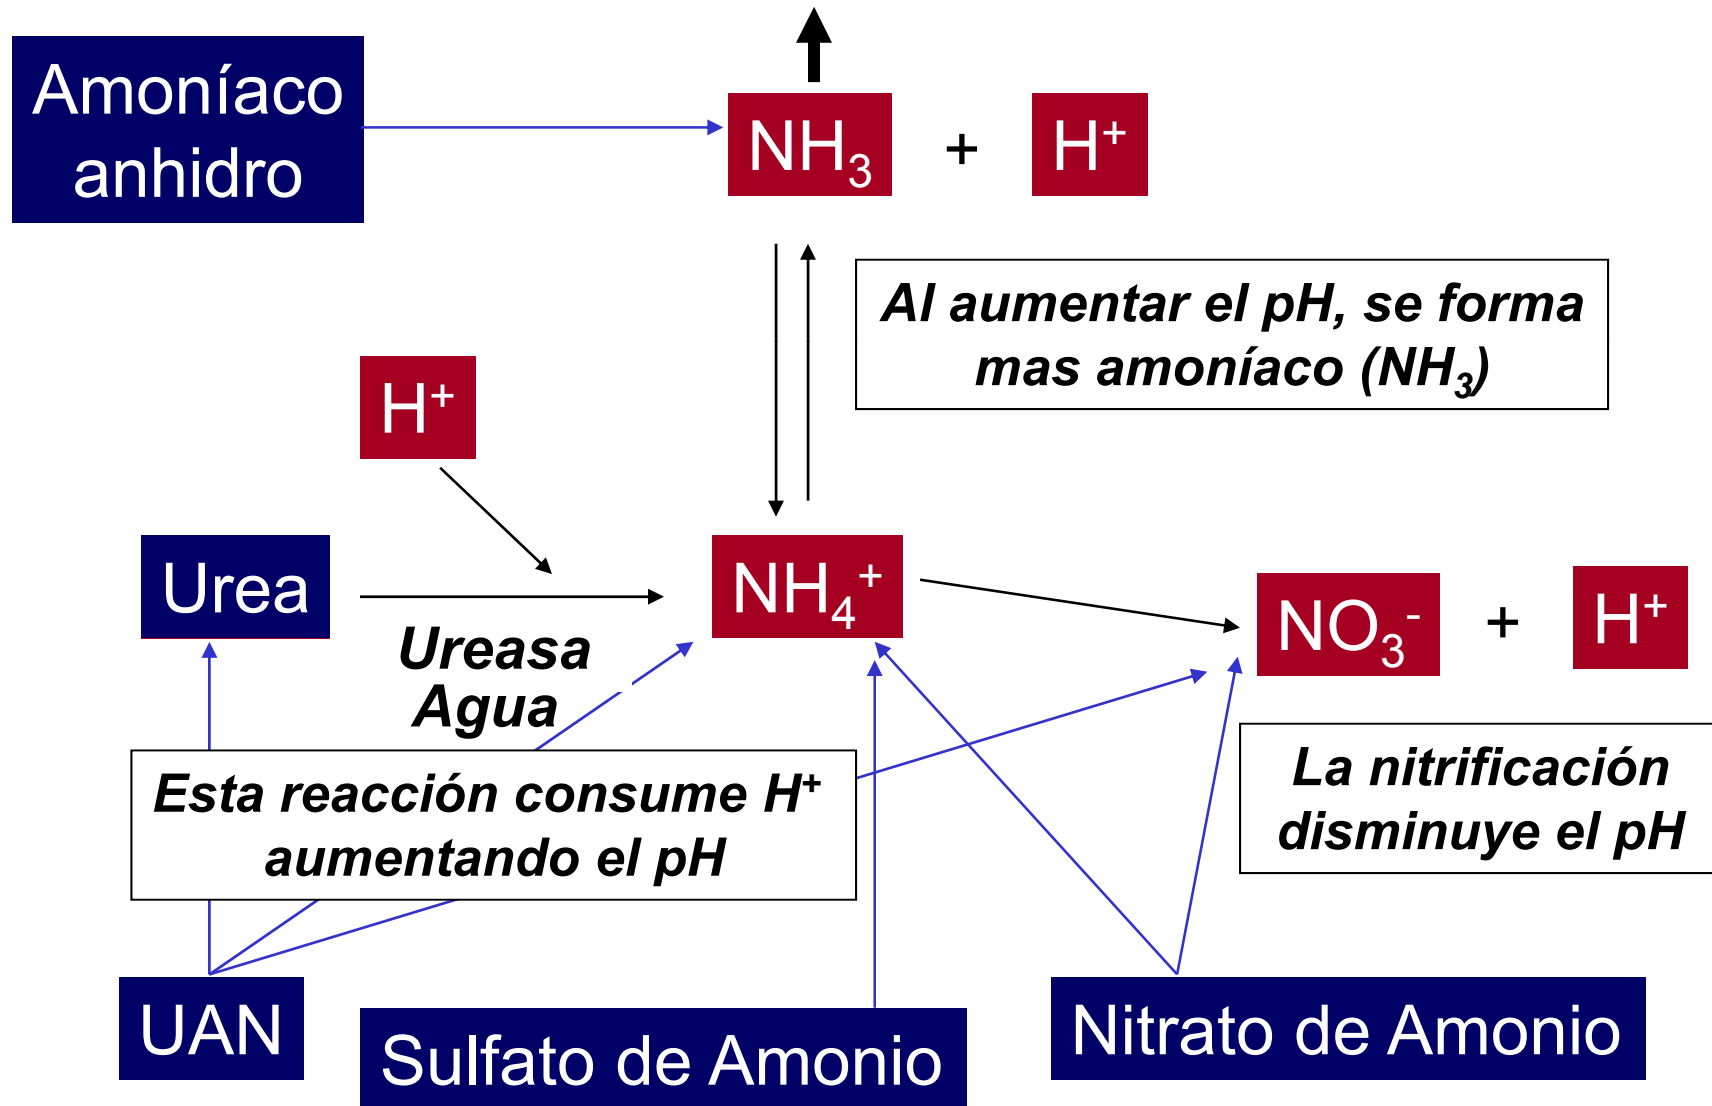 Amoníaco
anhidro
NH₃ + H⁺
Al aumentar el pH, se forma
mas amoníaco (NH₃)
H⁺
Urea
NH₄⁺
NO₃⁻ + H⁺
Ureasa
Agua
Esta reacción consume H⁺
aumentando el pH
La nitrificación
disminuye el pH
UAN
Sulfato de Amonio
Nitrato de Amonio